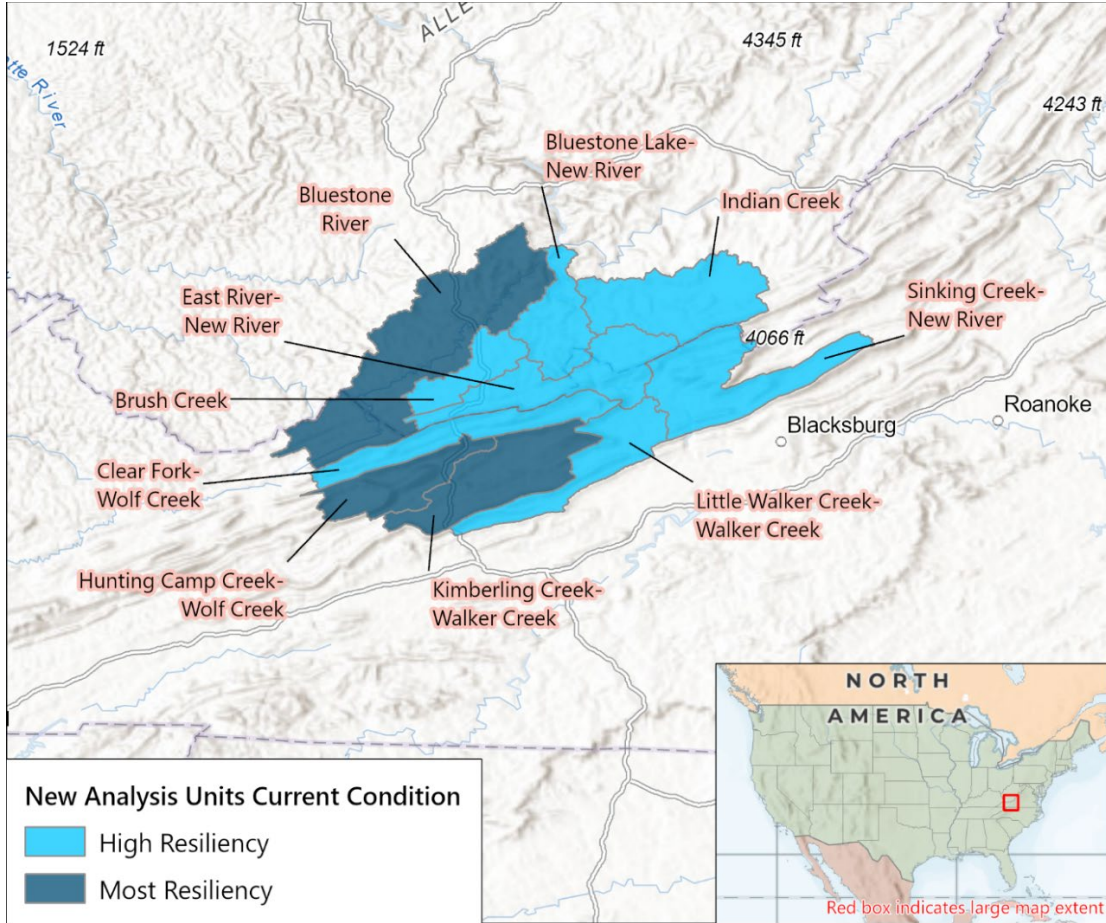 1524 ft
ALLE
4345 ft
4243 ft
atte River
Bluestone Lake-
New River
Bluestone
River
Indian Creek
East River-
New River
Sinking Creek-
New River
4066 ft
Brush Creek
Roanoke
Blacksburg
Clear Fork-
Wolf Creek
Little Walker Creek-
Walker Creek
Hunting Camp Creek-
Wolf Creek
Kimberling Creek-
Walker Creek
NORTH
AMERICA
New Analysis Units Current Condition
High Resiliency
Most Resiliency
Red box indicates large map extent